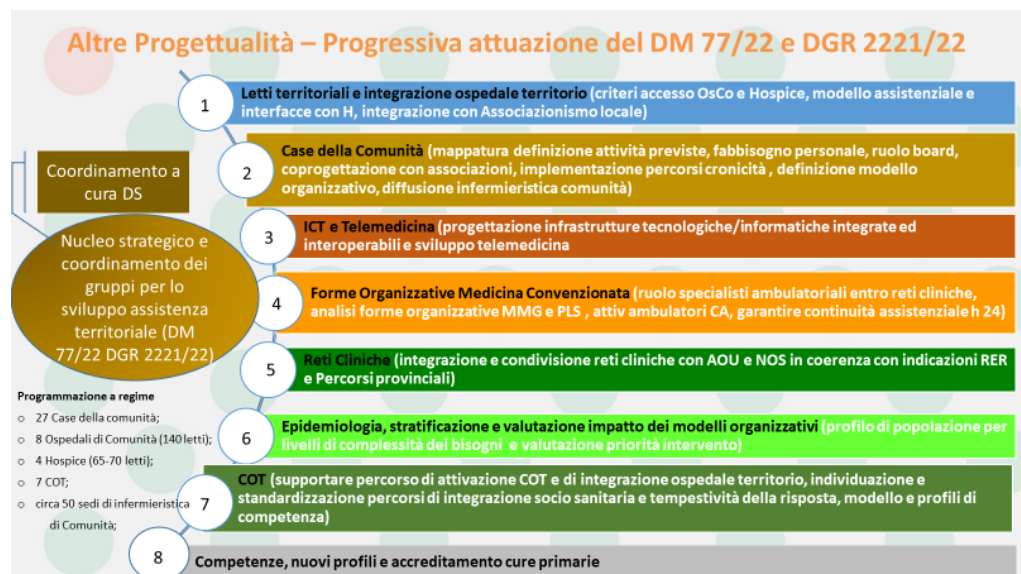 Altre Progettualità – Progressiva attuazione del DM 77/22 e DGR 2221/22
1
Letti territoriali e integrazione ospedale territorio (criteri accesso OsCo e Hospice, modello assistenziale e
interfacce con H, integrazione con Associazionismo locale)
Coordinamento a
cura DS
2
Case della Comunità (mappatura definizione attività previste, fabbisogno personale, ruolo board,
coprogettazione con associazioni, implementazione percorsi cronicità , definizione modello
organizzativo, diffusione infermieristica comunità)
Nucleo strategico e
coordinamento dei
gruppi per lo
sviluppo assistenza
territoriale (DM
77/22 DGR 2221/22)
3
ICT e Telemedicina (progettazione infrastrutture tecnologiche/informatiche integrate ed
interoperabili e sviluppo telemedicina
4
Forme Organizzative Medicina Convenzionata (ruolo specialisti ambulatoriali entro reti cliniche,
analisi forme organizzative MMG e PLS , attiv ambulatori CA, garantire continuità assistenziale h 24)
5
Reti Cliniche (integrazione e condivisione reti cliniche con AOU e NOS in coerenza con indicazioni RER
e Percorsi provinciali)
Programmazione a regime
o 27 Case della comunità;
o 8 Ospedali di Comunità (140 letti);
o 4 Hospice (65-70 letti);
o 7 COT;
o circa 50 sedi di infermieristica
di Comunità;
6
Epidemiologia, stratificazione e valutazione impatto dei modelli organizzativi (profilo di popolazione per
livelli di complessità dei bisogni e valutazione priorità intervento)
7
COT (supportare percorso di attivazione COT e di integrazione ospedale territorio, individuazione e
standardizzazione percorsi di integrazione socio sanitaria e tempestività della risposta, modello e profili di
competenza)
8
Competenze, nuovi profili e accreditamento cure primarie